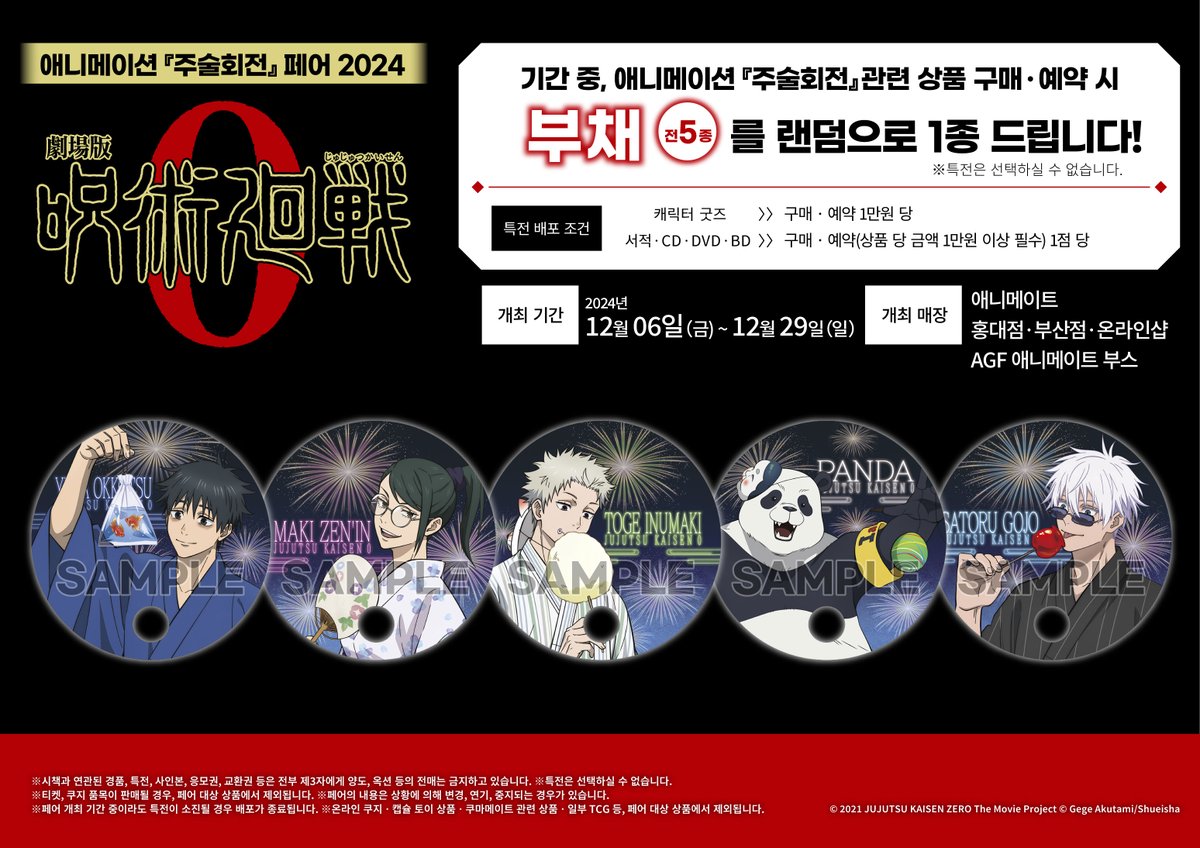 애니메이션 『주술회전』 페어 2024
劇場版
じゅじゅつかいせん
呪術廻戦
0
기간 중, 애니메이션 『주술회전』관련 상품 구매 · 예약 시
부채 전5종 를 랜덤으로 1종 드립니다!
※특전은 선택하실 수 없습니다.
특전 배포 조건
캐릭터 굿즈 >> 구매 · 예약 1만원 당
서적 · CD · DVD · BD >> 구매 · 예약(상품 당 금액 1만원 이상 필수) 1점 당
개최 기간
2024년
12월 06일(금) ~ 12월 29일(일)
개최 매장
애니메이트
홍대점 · 부산점 · 온라인샵
AGF 애니메이트 부스
SAMPLE
MAKI ZEN'IN
JUJUTSU KAISEN 0
SAMPLE
TOGE INUMAKI
JUJUTSU KAISEN 0
SAMPLE
PANDA
JUJUTSU KAISEN 0
SAMPLE
SATORU GOJO
JUJUTSU KAISEN 0
SAMPLE
※시책과 연관된 경품, 특전, 사인본, 응모권, 교환권 등은 전부 제3자에게 양도, 옥션 등의 전매는 금지하고 있습니다. ※특전은 선택하실 수 없습니다.
※티켓, 쿠지 품목이 판매될 경우, 페어 대상 상품에서 제외됩니다. ※페어의 내용은 상황에 의해 변경, 연기, 중지되는 경우가 있습니다.
※페어 개최 기간 중이라도 특전이 소진될 경우 배포가 종료됩니다. ※온라인 쿠지 · 캡슐 토이 상품 · 쿠마메이트 관련 상품 · 일부 TCG 등, 페어 대상 상품에서 제외됩니다.
© 2021 JUJUTSU KAISEN ZERO The Movie Project © Gege Akutami/Shueisha